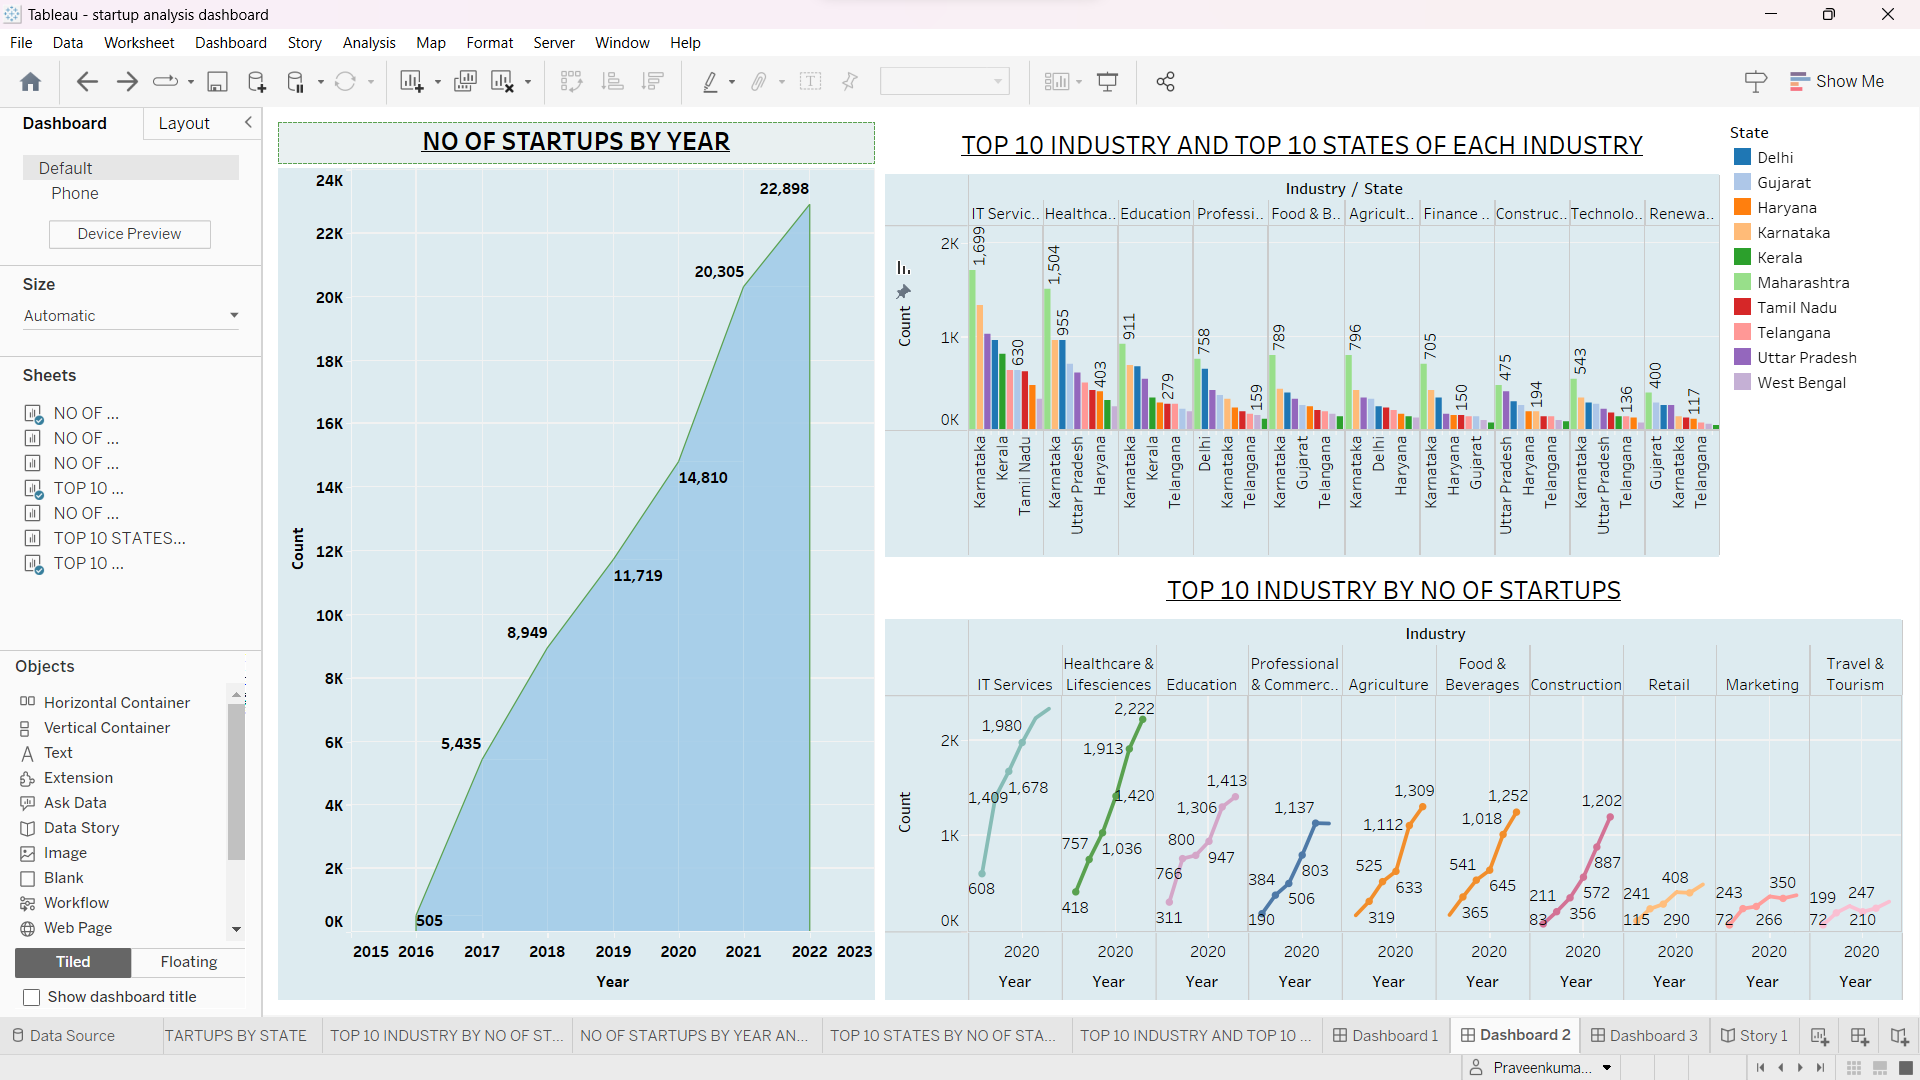 Tableau - startup analysis dashboard
File Data Worksheet Dashboard Story Analysis Map Format Server Window Help
Show Me
Dashboard Layout
Default
Phone
Device Preview
Size
Automatic
Sheets
NO OF ...
NO OF ...
NO OF ...
TOP 10 ...
NO OF ...
TOP 10 STATES...
TOP 10 ...
Objects
Horizontal Container
Vertical Container
Text
Extension
Ask Data
Data Story
Image
Blank
Workflow
Web Page
Tiled Floating
Show dashboard title
NO OF STARTUPS BY YEAR
24K
22K
20K
18K
16K
14K
12K
10K
8K
6K
4K
2K
0K
Count
22,898
20,305
14,810
11,719
8,949
5,435
505
2015 2016 2017 2018 2019 2020 2021 2022 2023
Year
TOP 10 INDUSTRY AND TOP 10 STATES OF EACH INDUSTRY
Industry / State
IT Servic.. Healthca.. Education Professi.. Food & B.. Agricult.. Finance .. Construc.. Technolo.. Renewa..
2K
1K
0K
Count
1,699 630 1,504 955 403 911 279 758 159 789 796 705 150 475 194 543 136 400 117
Karnataka Kerala Tamil Nadu Karnataka Uttar Pradesh Haryana Karnataka Kerala Telangana Delhi Karnataka Telangana Karnataka Gujarat Telangana Karnataka Delhi Haryana Karnataka Haryana Gujarat Uttar Pradesh Haryana Telangana Karnataka Uttar Pradesh Telangana Gujarat Karnataka Telangana
State
Delhi
Gujarat
Haryana
Karnataka
Kerala
Maharashtra
Tamil Nadu
Telangana
Uttar Pradesh
West Bengal
TOP 10 INDUSTRY BY NO OF STARTUPS
Industry
IT Services Healthcare & Lifesciences Education Professional & Commerc.. Agriculture Food & Beverages Construction Retail Marketing Travel & Tourism
2K
1K
0K
Count
1,980 1,409 1,678 608
2,222 1,913 1,420 757 1,036 418
1,413 1,306 800 947 766 311
1,137 803 384 506 190
1,309 1,112 525 633 319
1,252 1,018 541 645 365
1,202 887 572 211 356 83
408 241 115 290
350 243 72 266
247 199 72 210
2020 2020 2020 2020 2020 2020 2020 2020 2020 2020
Year Year Year Year Year Year Year Year Year Year
Data Source TARTUPS BY STATE TOP 10 INDUSTRY BY NO OF ST... NO OF STARTUPS BY YEAR AN... TOP 10 STATES BY NO OF STA... TOP 10 INDUSTRY AND TOP 10 ... Dashboard 1 Dashboard 2 Dashboard 3 Story 1
Praveenkuma...